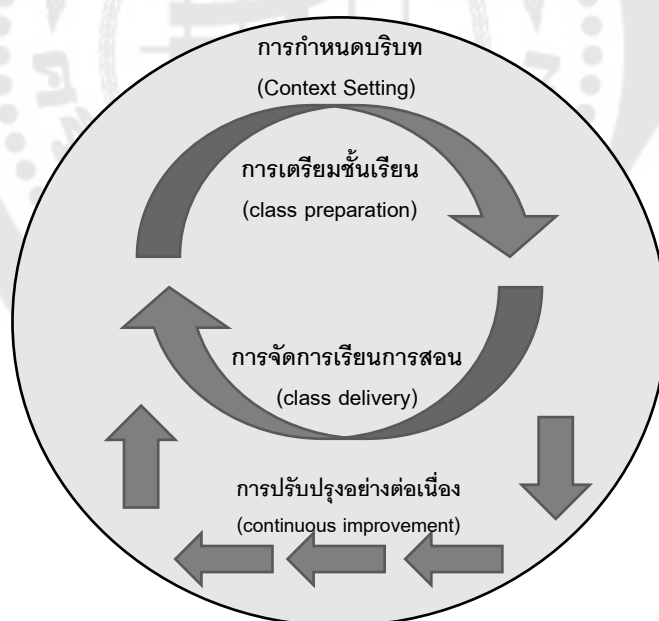 การกำหนดบริบท
(Context Setting)
การเตรียมชั้นเรียน
(class preparation)
การจัดการเรียนการสอน
(class delivery)
การปรับปรุงอย่างต่อเนื่อง
(continuous improvement)